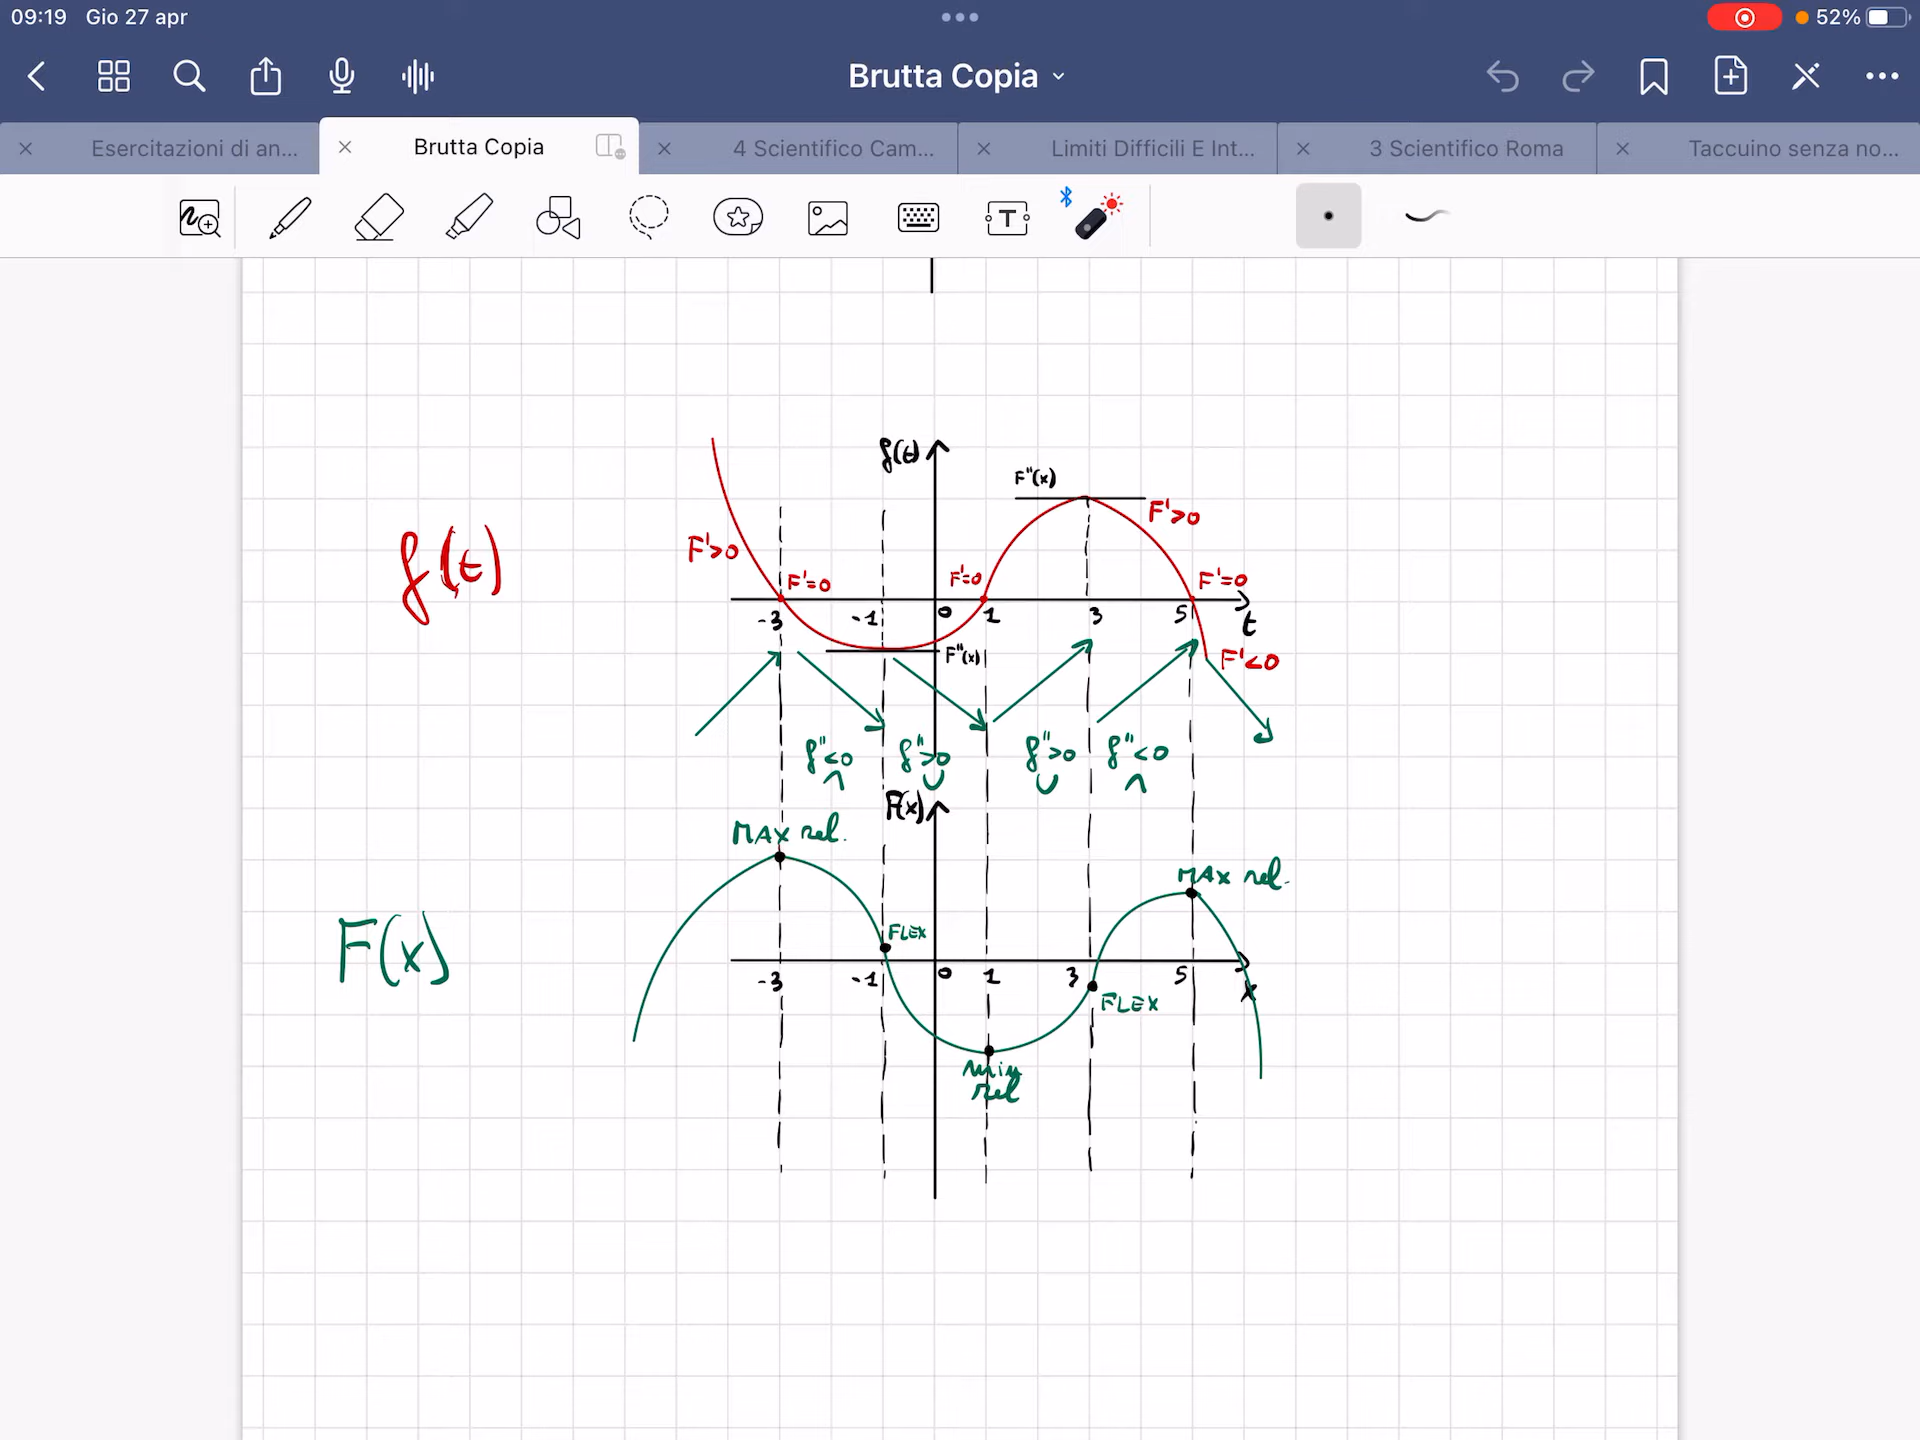 09:19 Gio 27 apr
52%
Brutta Copia
Esercitazioni di an...
Brutta Copia
4 Scientifico Cam...
Limiti Difficili E Int...
3 Scientifico Roma
Taccuino senza no...
T
f(t)
f(t)
F"(x)
F'>0
F'>0
F'=0
F'=0
F'=0
-3 -1 0 1 3 5 t
F"(x)
F'<0
f"<0 f">0 f">0 f"<0
F(x)
MAX rel.
MAX rel.
F(x)
FLEX
-3 -1 0 1 3 5 x
FLEX
min
rel